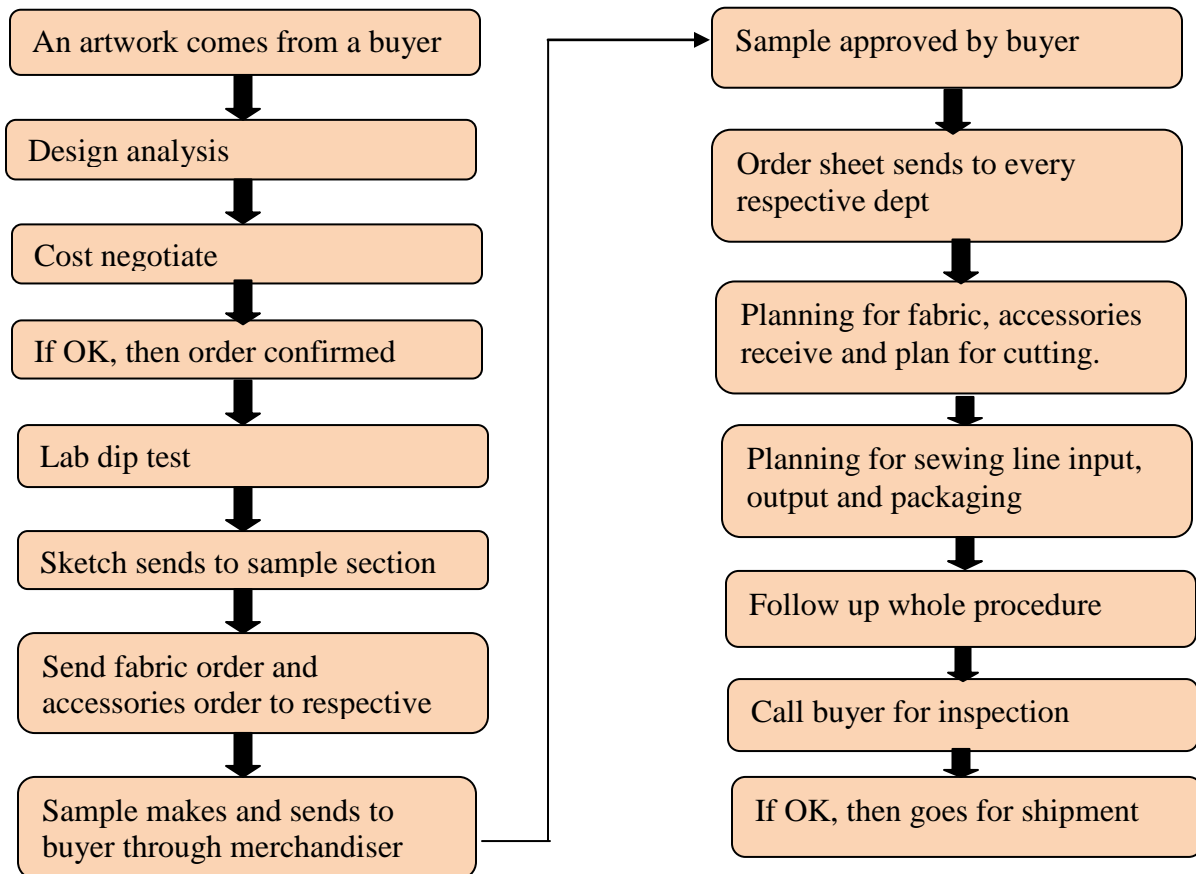 An artwork comes from a buyer
Design analysis
Cost negotiate
If OK, then order confirmed
Lab dip test
Sketch sends to sample section
Send fabric order and
accessories order to respective
Sample makes and sends to
buyer through merchandiser
Sample approved by buyer
Order sheet sends to every
respective dept
Planning for fabric, accessories
receive and plan for cutting.
Planning for sewing line input,
output and packaging
Follow up whole procedure
Call buyer for inspection
If OK, then goes for shipment